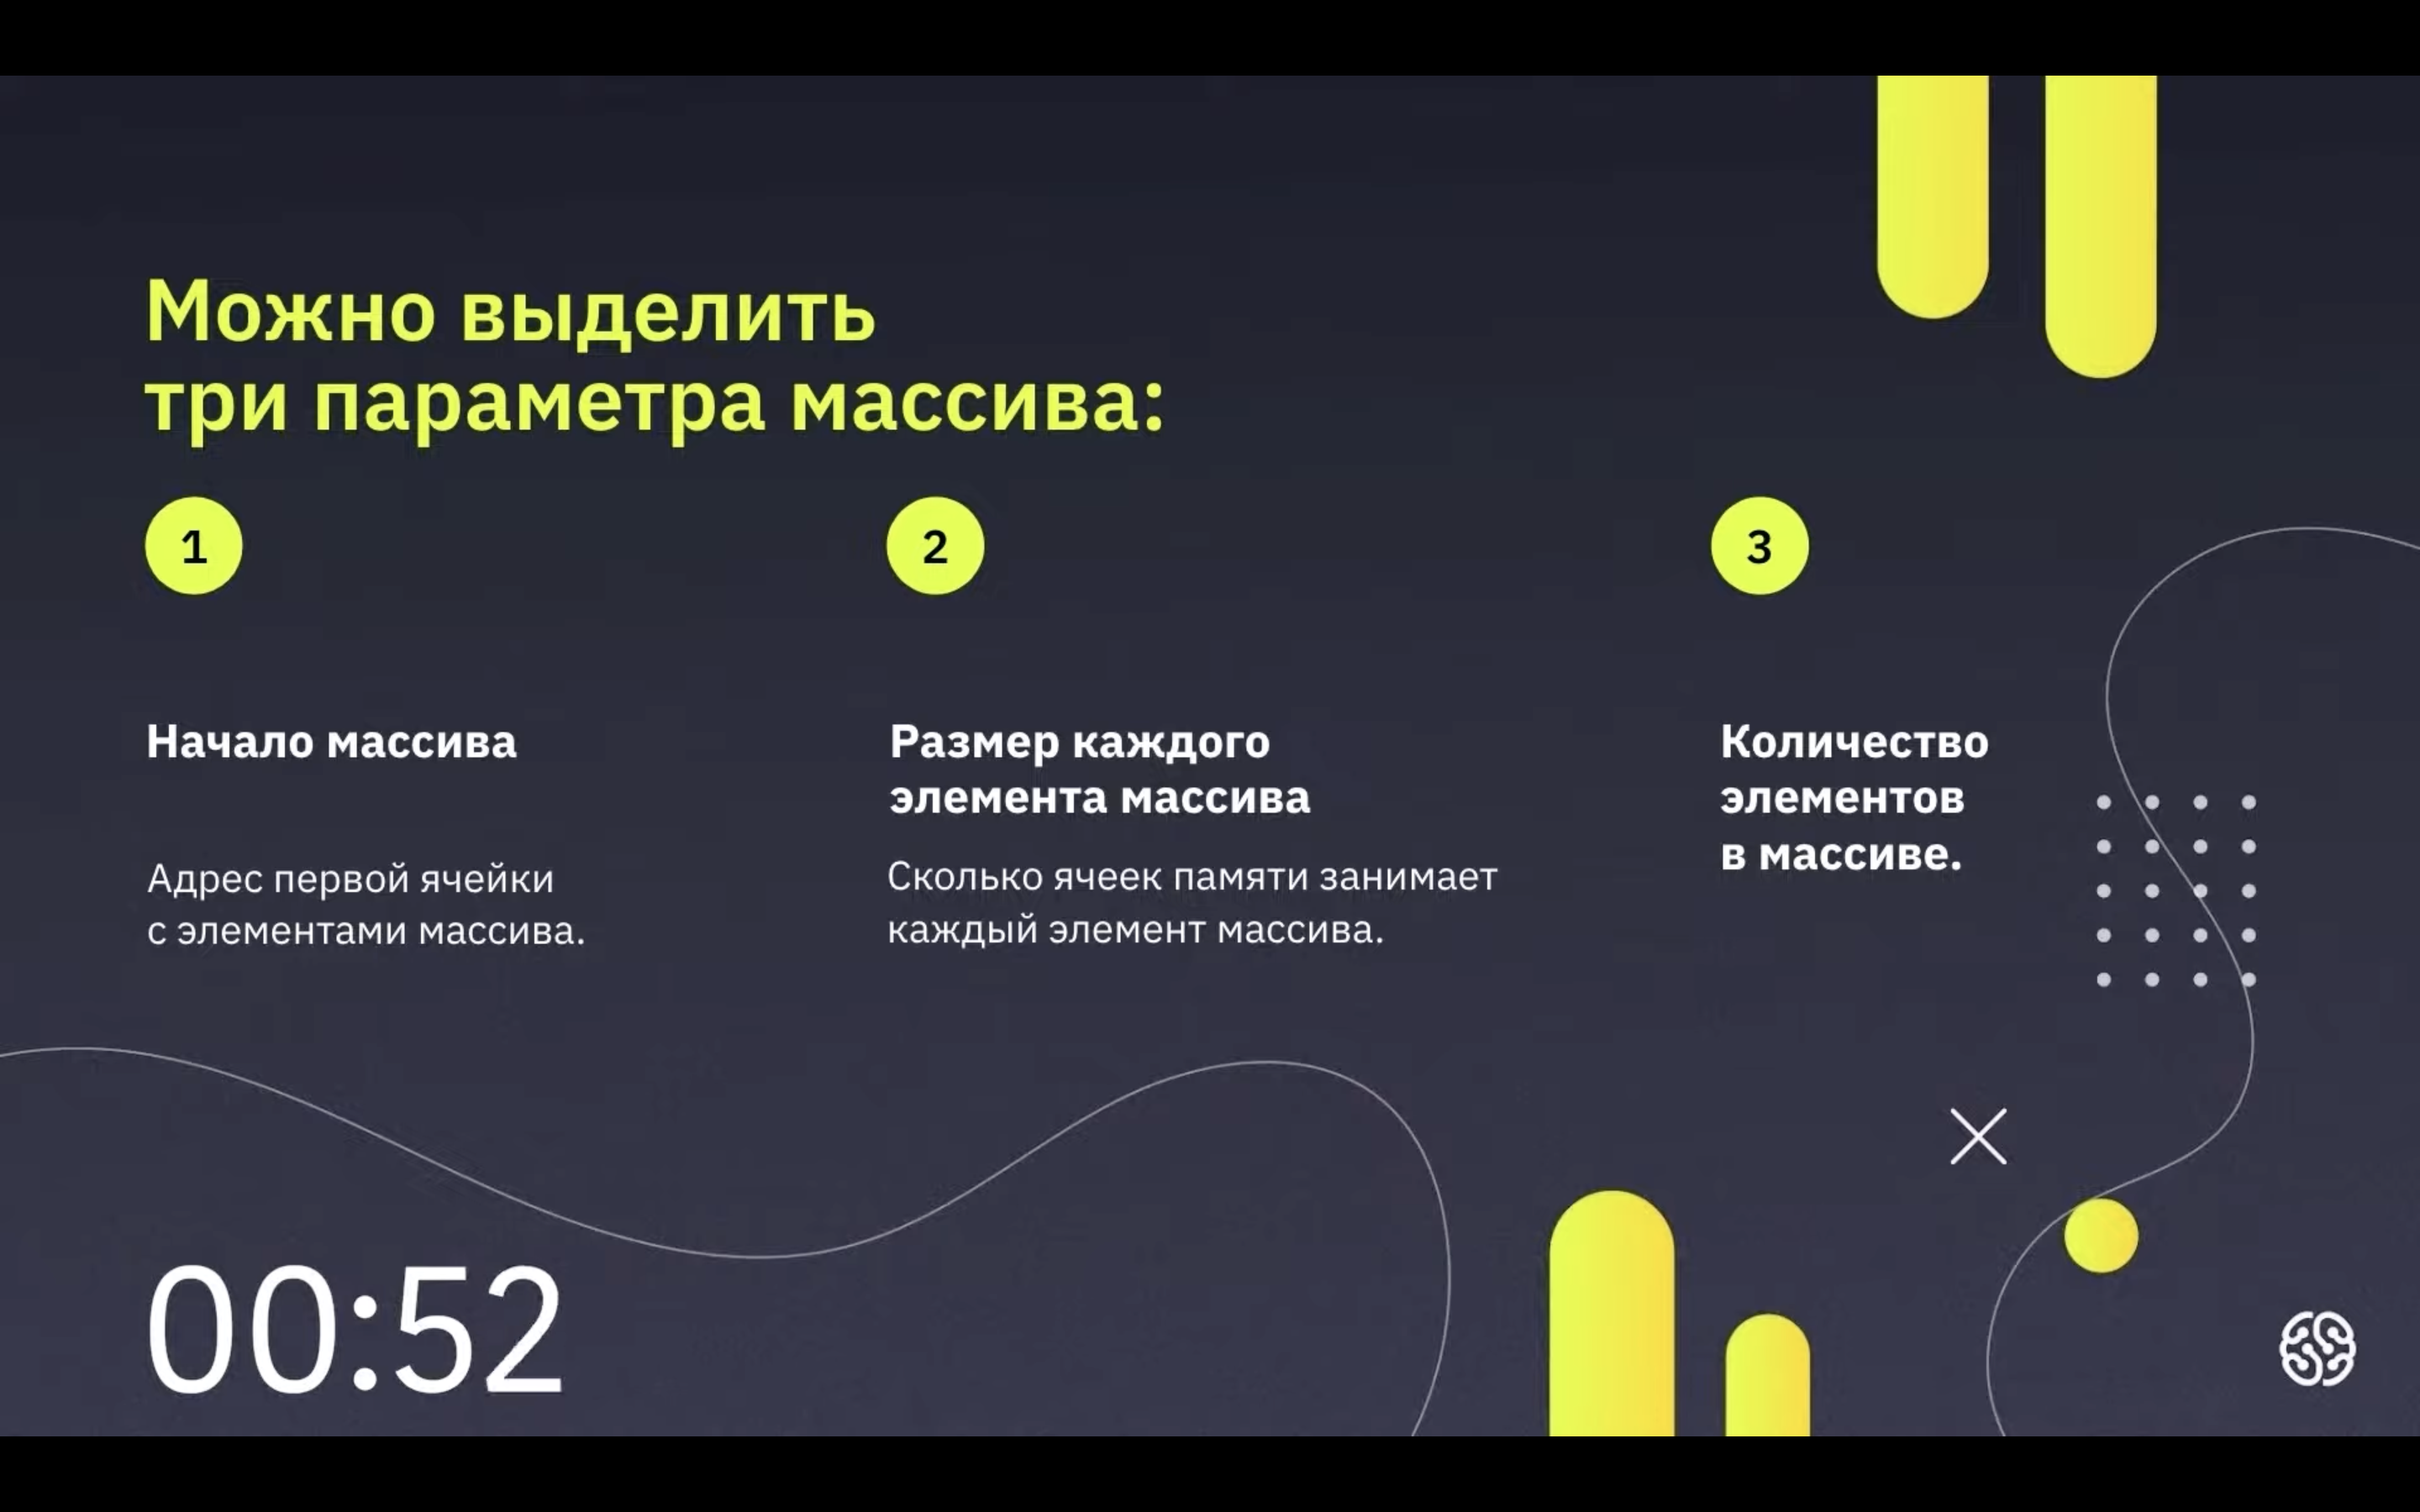 Можно выделить
три параметра массива:
1
2
3
Начало массива
Адрес первой ячейки
с элементами массива.
Размер каждого
элемента массива
Сколько ячеек памяти занимает
каждый элемент массива.
Количество
элементов
в массиве.
00:52